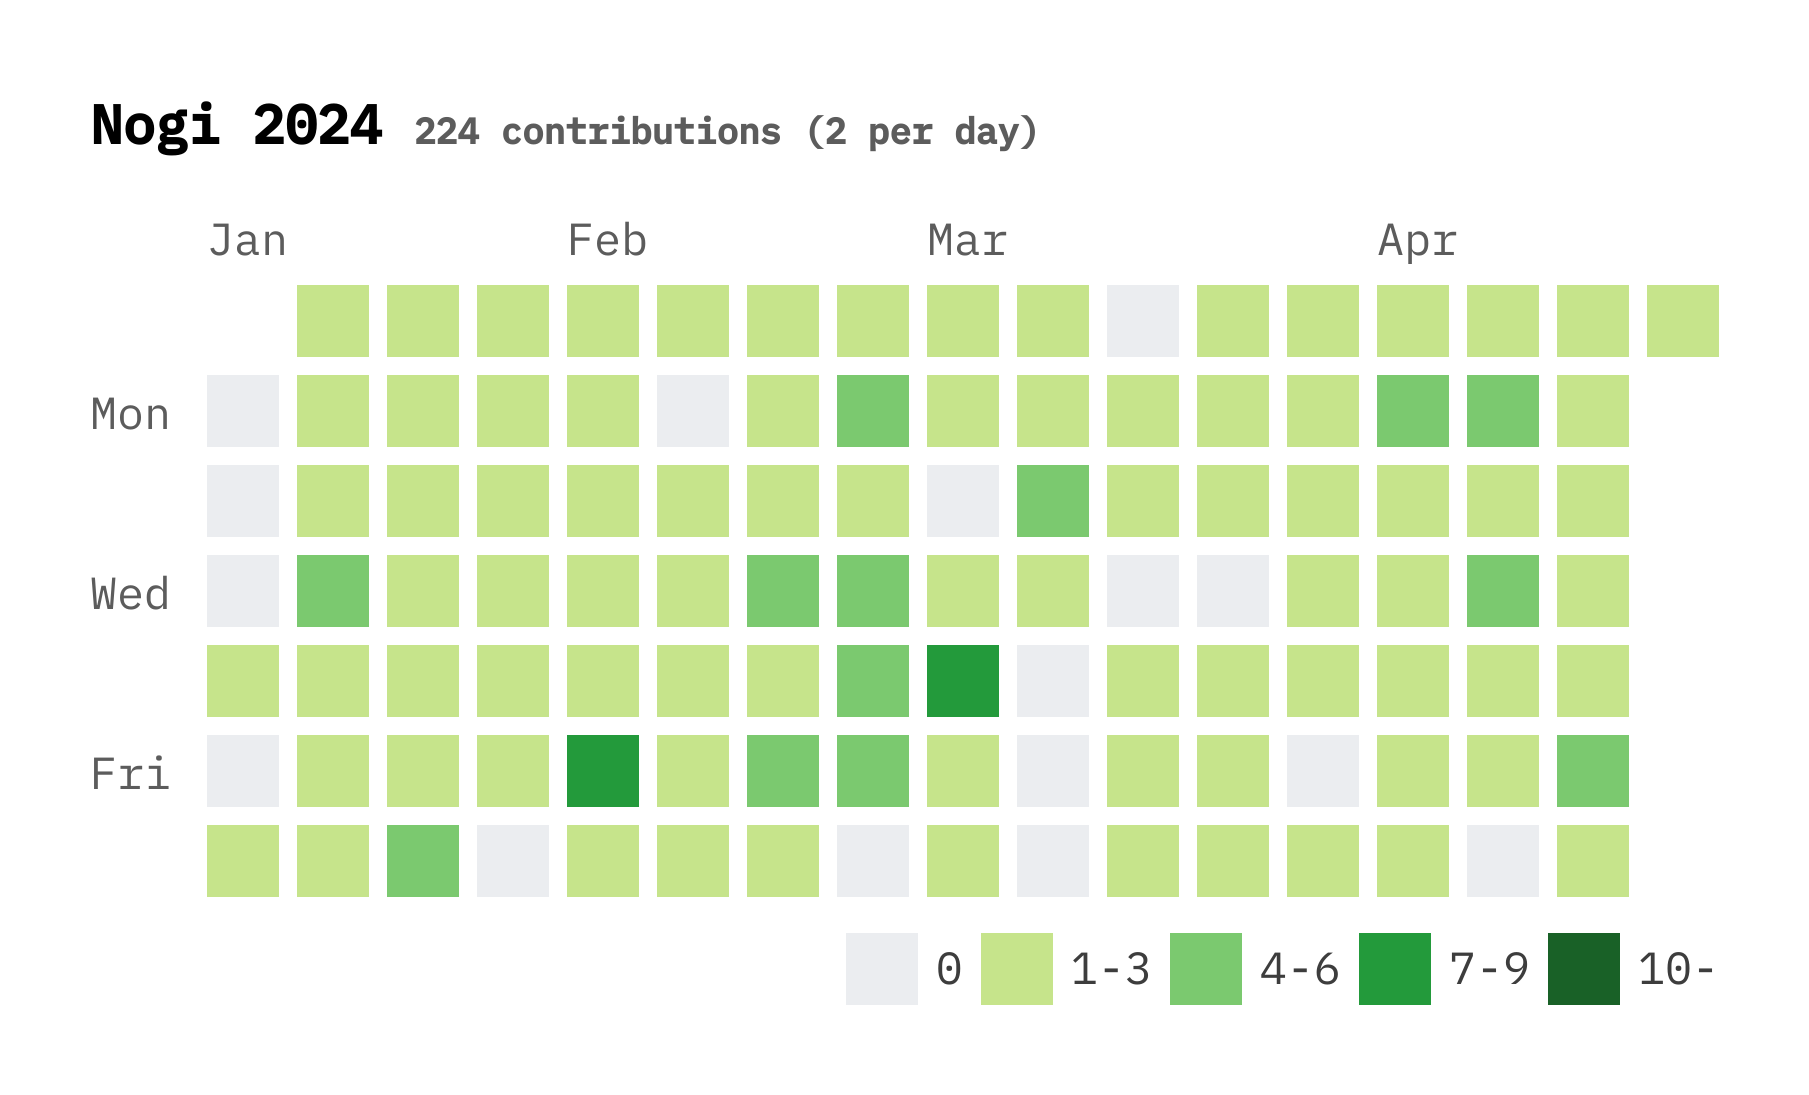 Nogi 2024 224 contributions (2 per day)
Jan Feb Mar Apr
Mon
Wed
Fri
0 1-3 4-6 7-9 10-